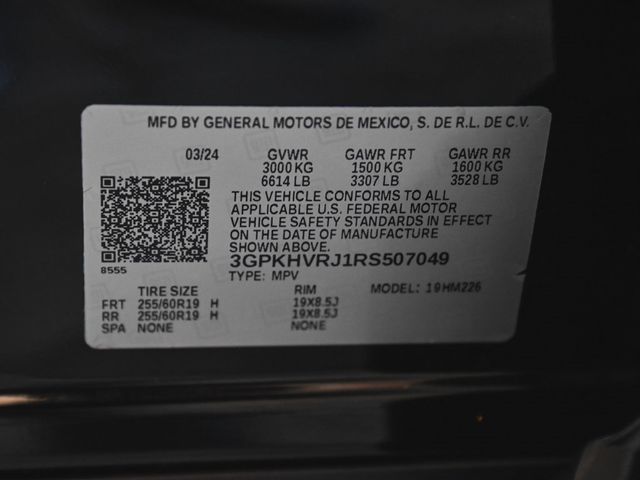 MFD BY GENERAL MOTORS DE MEXICO, S. DE R.L. DE C.V.
03/24 GVWR GAWR FRT GAWR RR
3000 KG 1500 KG 1600 KG
6614 LB 3307 LB 3528 LB
THIS VEHICLE CONFORMS TO ALL
APPLICABLE U.S. FEDERAL MOTOR
VEHICLE SAFETY STANDARDS IN EFFECT
ON THE DATE OF MANUFACTURE
SHOWN ABOVE.
3GPKHVRJ1RS507049
8555
TYPE: MPV MODEL: 19HM226
TIRE SIZE RIM
FRT 255/60R19 H 19X8.5J
RR 255/60R19 H 19X8.5J
SPA NONE NONE